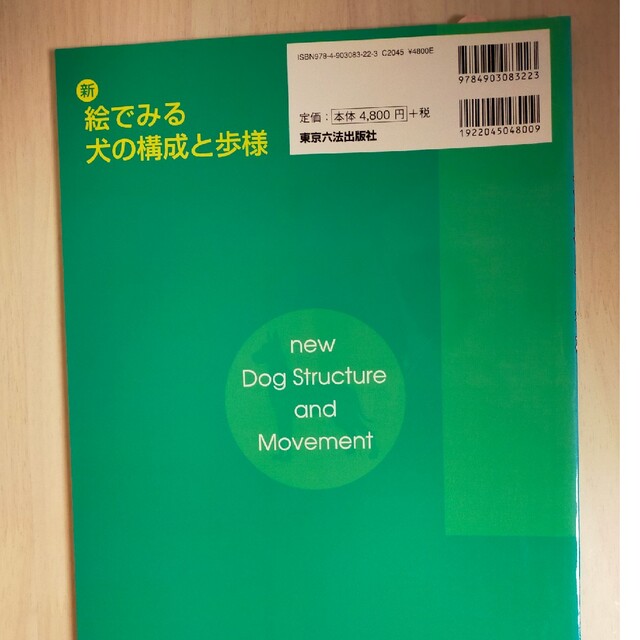 新
絵でみる
犬の構成と歩様
ISBN978-4-903083-22-3 C2045 ¥4800E
9784903083223
定価:本体 4,800 円+税
東京六法出版社
1922045048009
new
Dog Structure
and
Movement